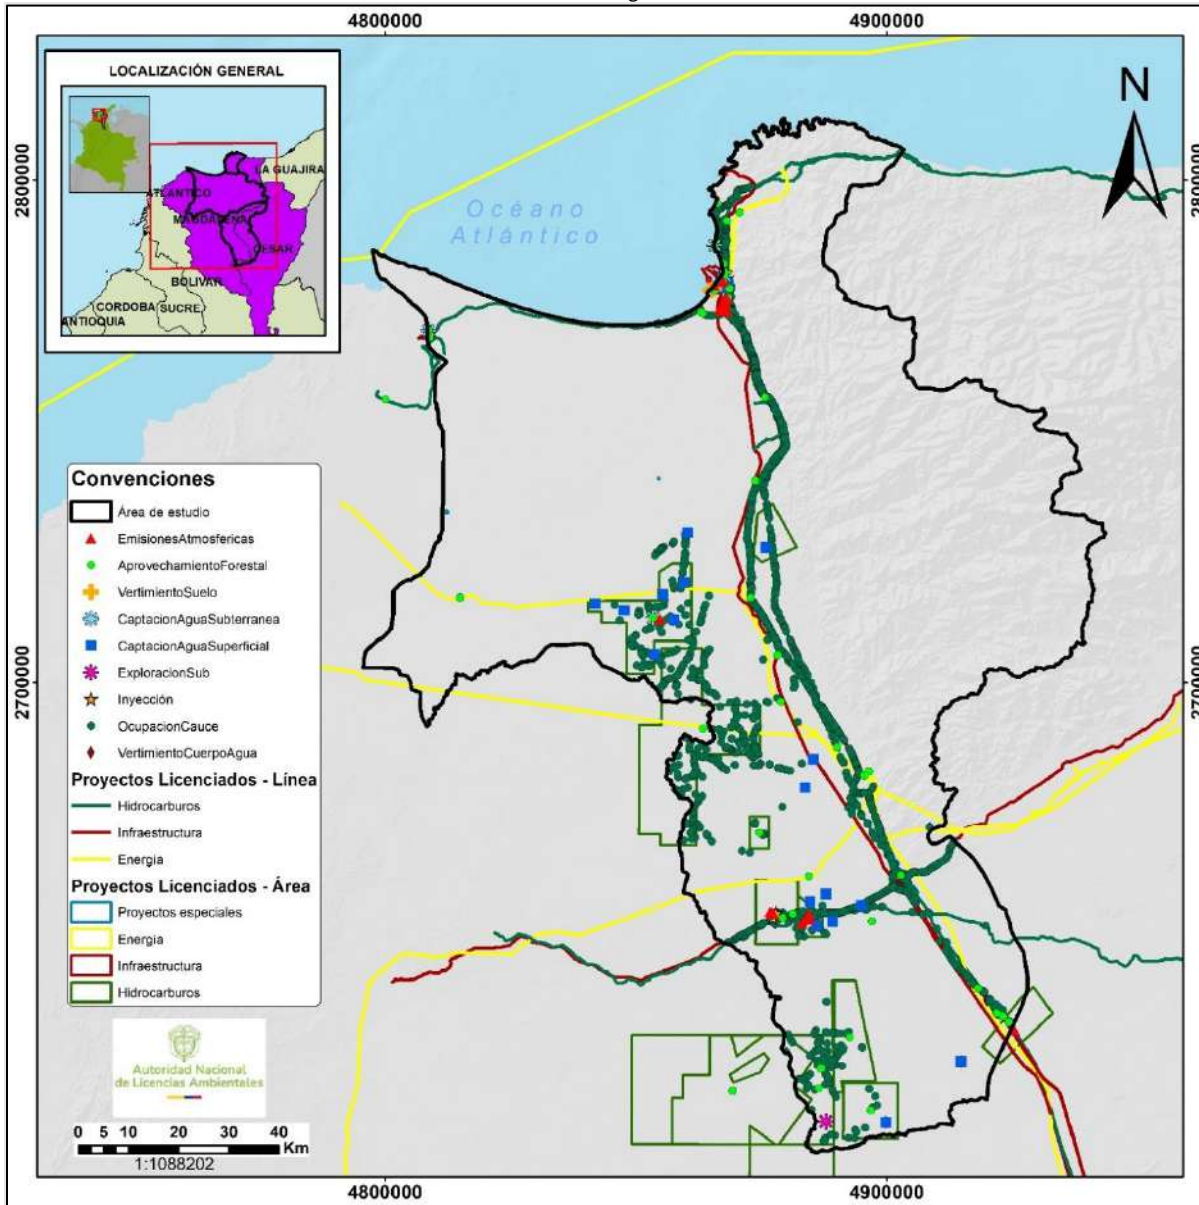 4800000
4900000
LOCALIZACIÓN GENERAL
LA GUAJIRA
ATLANTICO
MAGDALENA
CESAR
BOLIVAR
CORDOBA
SUCRE
ANTIOQUIA
N
2800000
2800000
Océano
Atlántico
Convenciones
Área de estudio
EmisionesAtmosfericas
AprovechamientoForestal
VertimientoSuelo
CaptacionAguaSubterranea
CaptacionAguaSuperficial
ExploracionSub
Inyección
OcupacionCauce
VertimientoCuerpoAgua
Proyectos Licenciados - Línea
Hidrocarburos
Infraestructura
Energia
Proyectos Licenciados - Área
Proyectos especiales
Energia
Infraestructura
Hidrocarburos
2700000
2700000
Autoridad Nacional
de Licencias Ambientales
0 5 10 20 30 40
Km
1:1088202
4800000
4900000